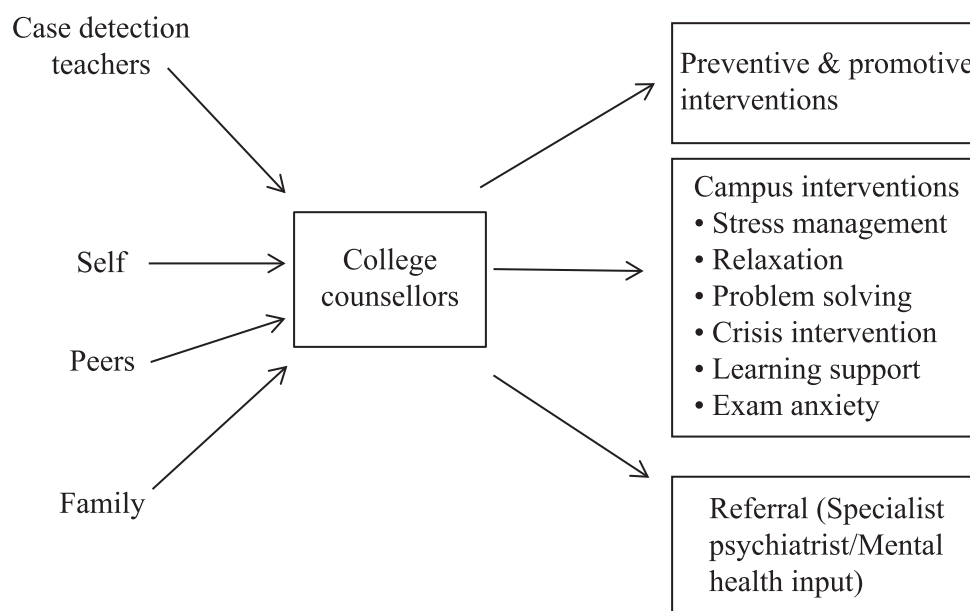 Case detection
teachers
Self
Peers
Family
College
counsellors
Preventive & promotive
interventions
Campus interventions
• Stress management
• Relaxation
• Problem solving
• Crisis intervention
• Learning support
• Exam anxiety
Referral (Specialist
psychiatrist/Mental
health input)